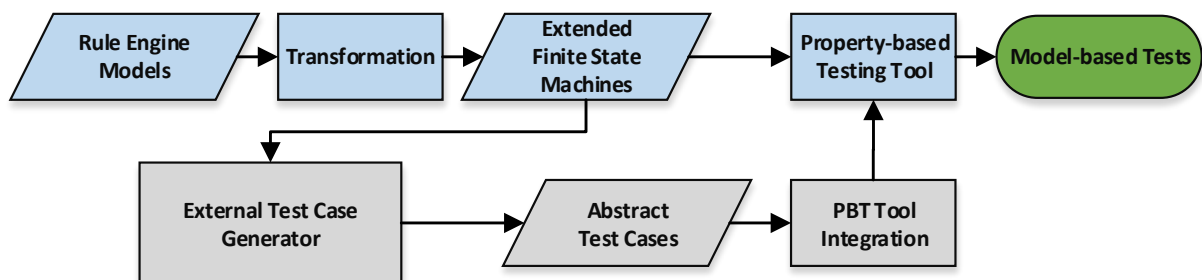 Rule Engine
Models
Transformation
Extended
Finite State
Machines
Property-based
Testing Tool
Model-based Tests
External Test Case
Generator
Abstract
Test Cases
PBT Tool
Integration